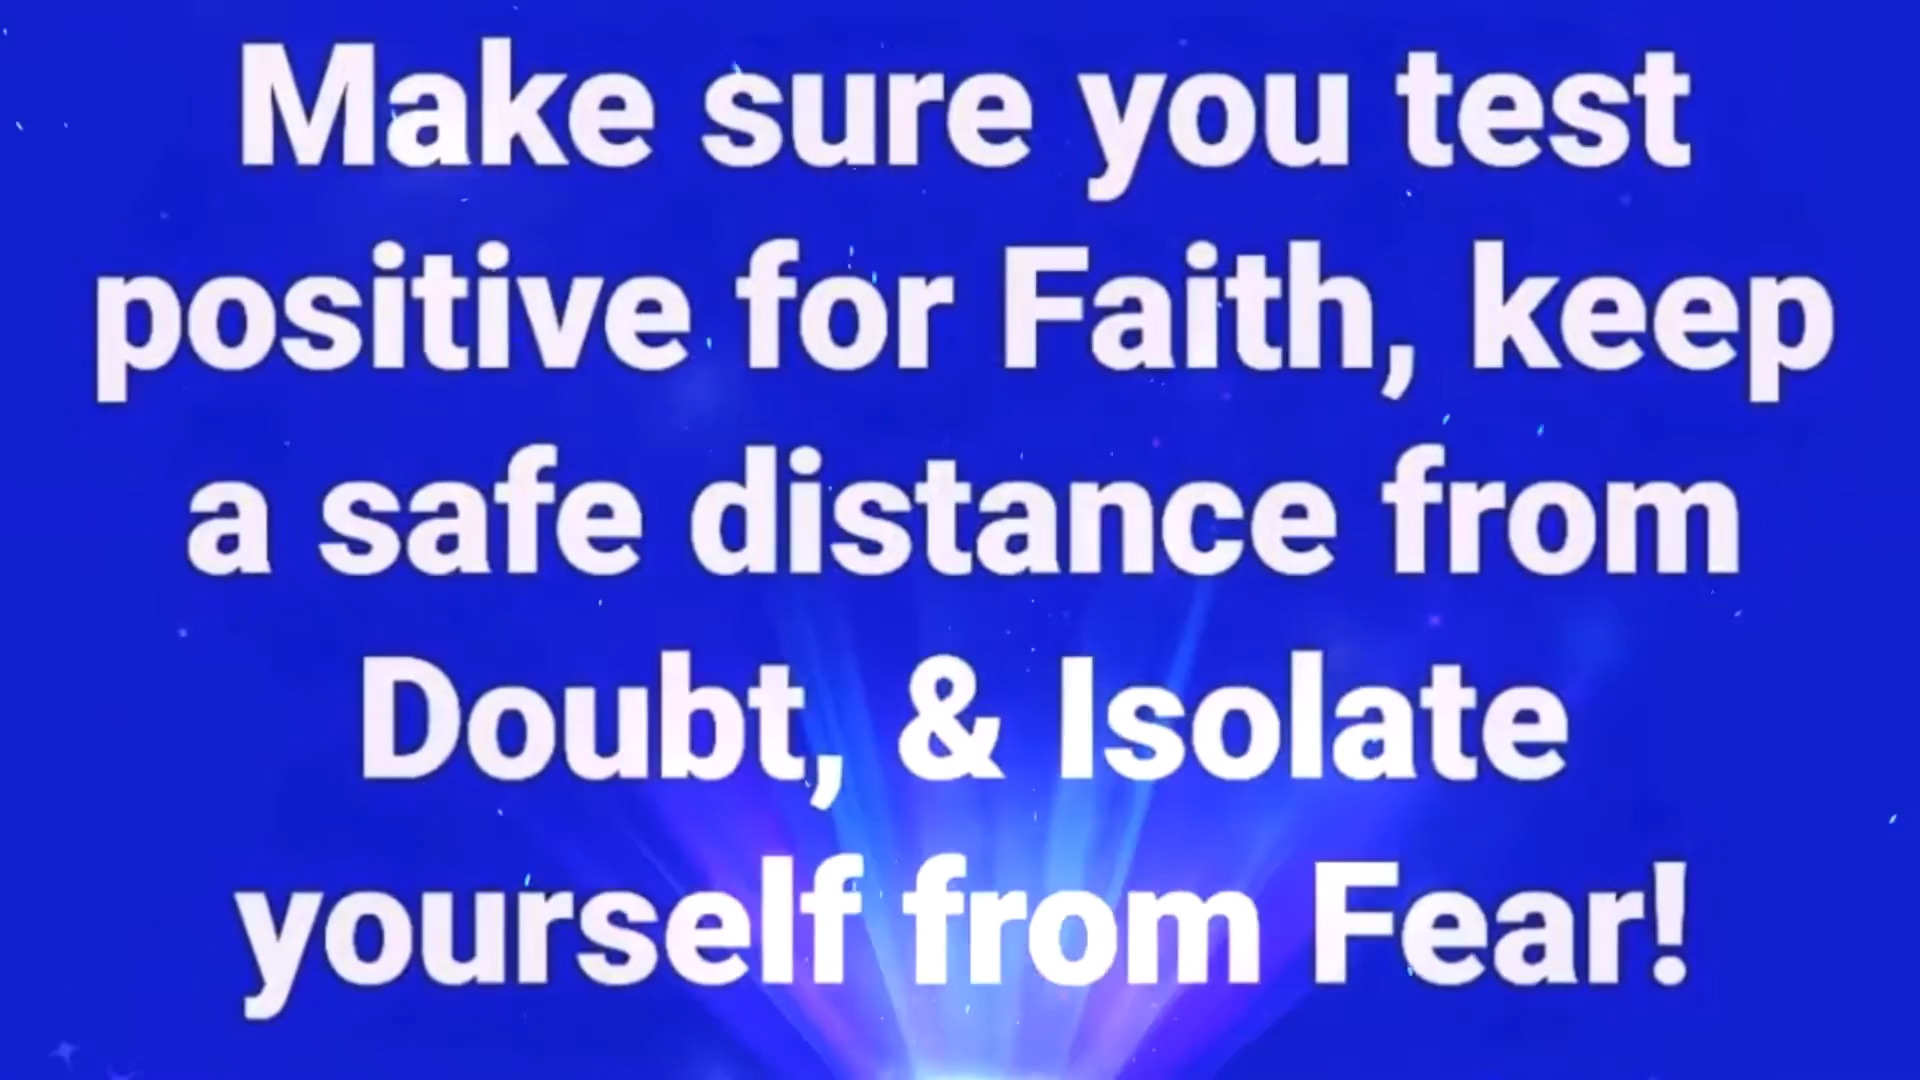 Make sure you test
positive for Faith, keep
a safe distance from
Doubt, & Isolate
yourself from Fear!